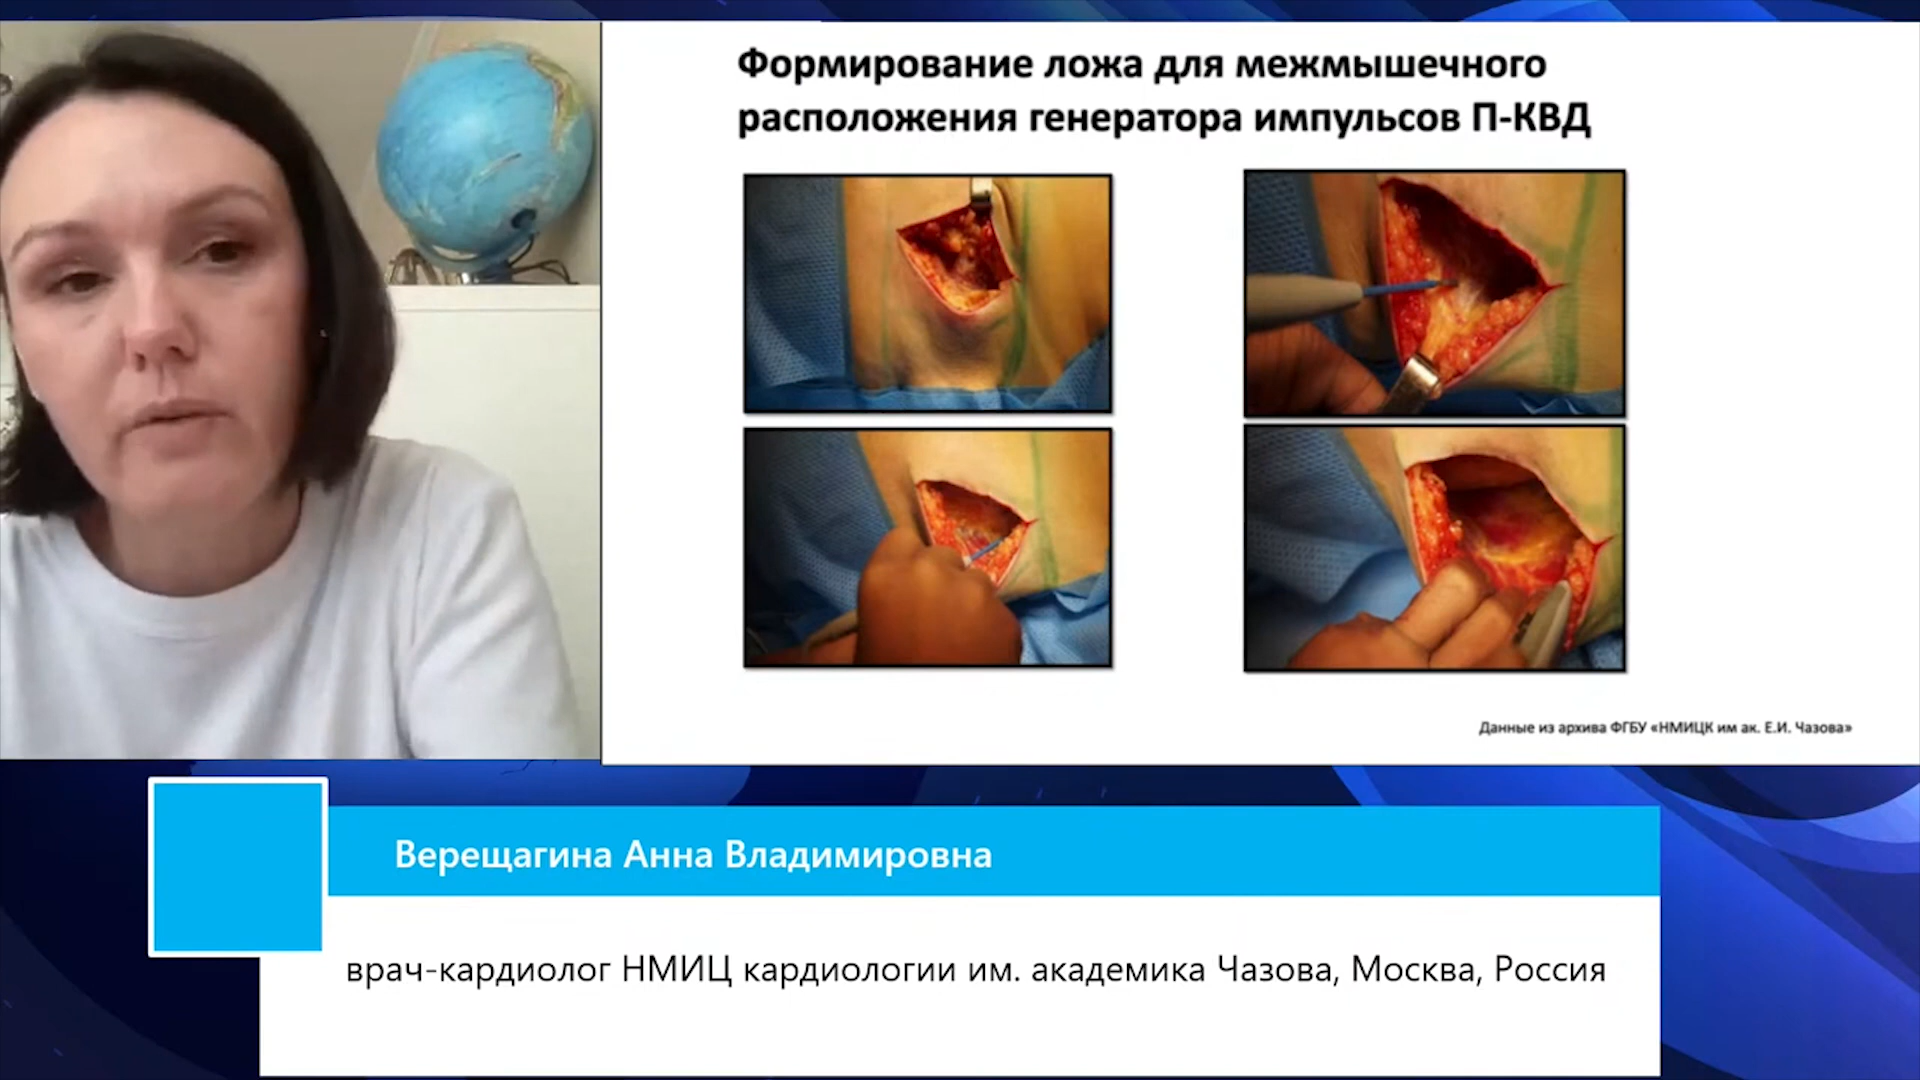 Формирование ложа для межмышечного
расположения генератора импульсов П-КВД
Данные из архива ФГБУ «НМИЦК им ак. Е.И. Чазова»
Верещагина Анна Владимировна
врач-кардиолог НМИЦ кардиологии им. академика Чазова, Москва, Россия